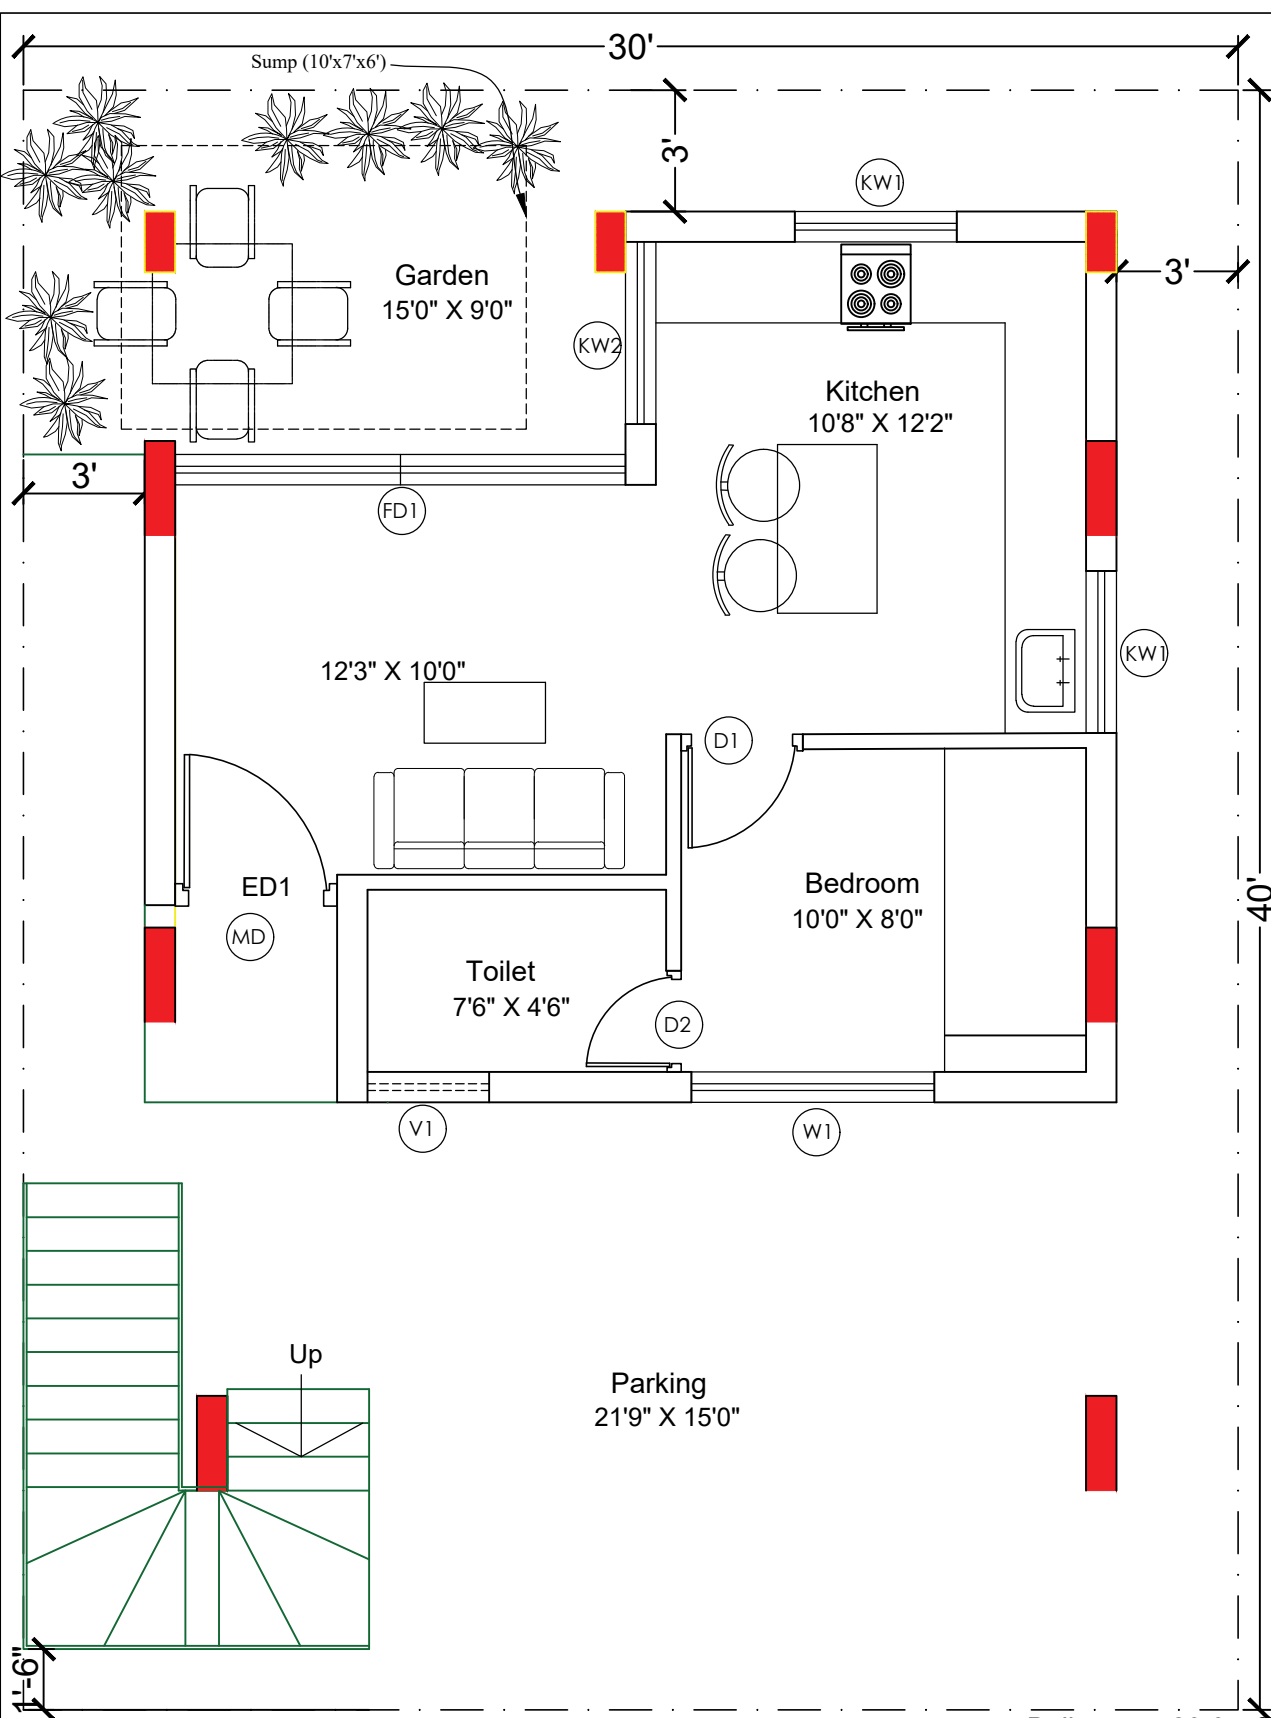 30'
Sump (10'x7'x6')
3'
KW1
3'
Garden
15'0" X 9'0"
KW2
Kitchen
10'8" X 12'2"
3'
FD1
KW1
12'3" X 10'0"
D1
ED1
MD
Bedroom
10'0" X 8'0"
40'
Toilet
7'6" X 4'6"
D2
V1
W1
Up
Parking
21'9" X 15'0"
1'-6"